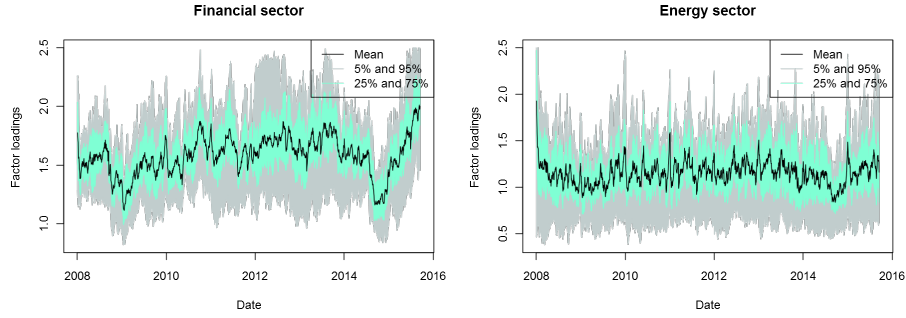 Financial sector
Factor loadings
2.5
2.0
1.5
1.0
Mean
5% and 95%
25% and 75%
2008
2010
2012
2014
2016
Date
Energy sector
Factor loadings
2.5
2.0
1.5
1.0
0.5
Mean
5% and 95%
25% and 75%
2008
2010
2012
2014
2016
Date